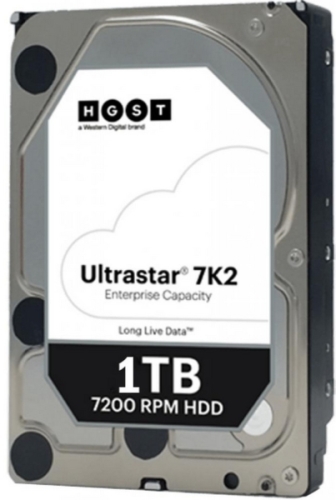 HGST
a Western Digital brand
Ultrastar® 7K2
Enterprise Capacity
Long Live Data™
1TB
7200 RPM HDD